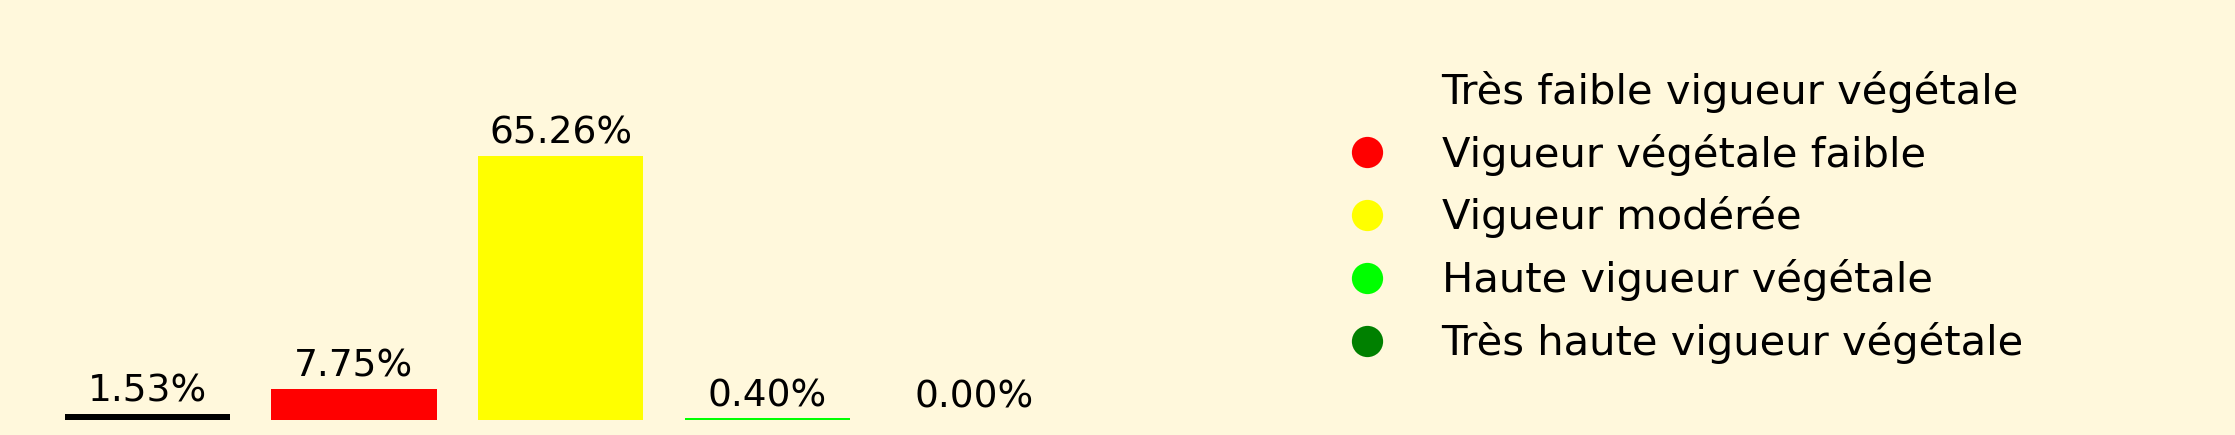 65.26%
7.75%
1.53%
0.40%
0.00%
Très faible vigueur végétale
Vigueur végétale faible
Vigueur modérée
Haute vigueur végétale
Très haute vigueur végétale